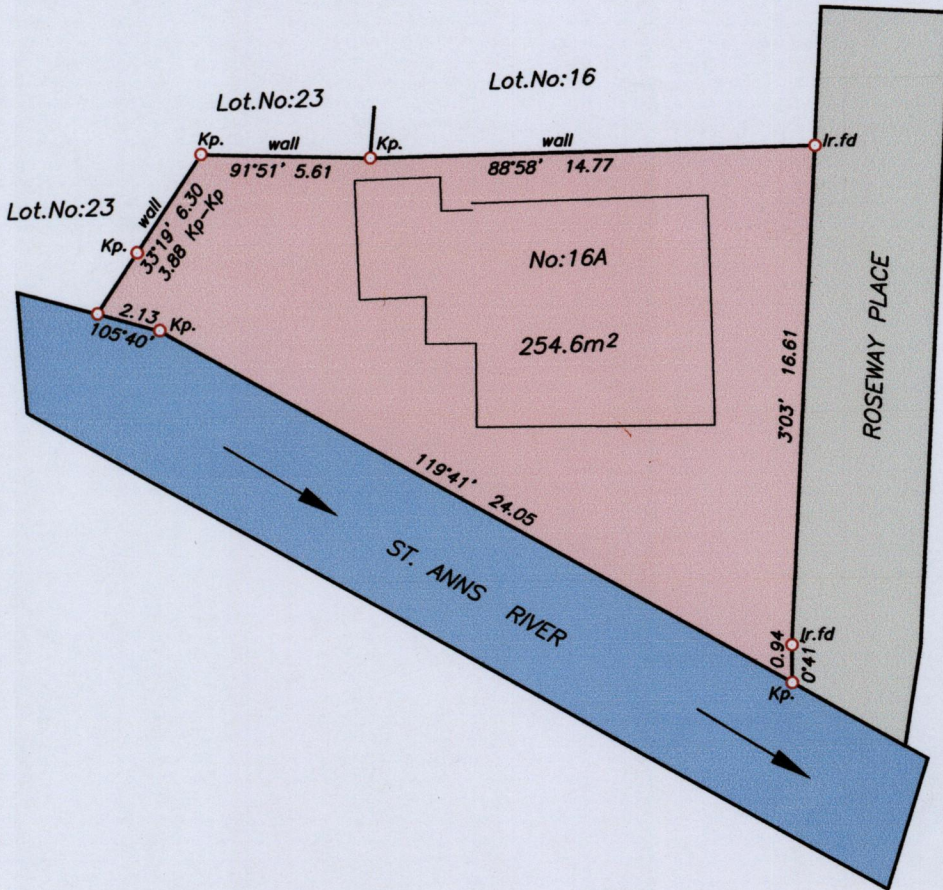 Lot.No:16
Lot.No:23
Kp.
wall
Kp.
wall
Ir.fd
91°51' 5.61
88°58' 14.77
Lot.No:23
wall
33°19' 6.30
3.88 Kp-Kp
Kp.
2.13
Kp.
105°40'
No:16A
254.6m²
3°03' 16.61
ROSEWAY PLACE
119°41' 24.05
ST. ANNS RIVER
0.94
Ir.fd
0°41'
Kp.